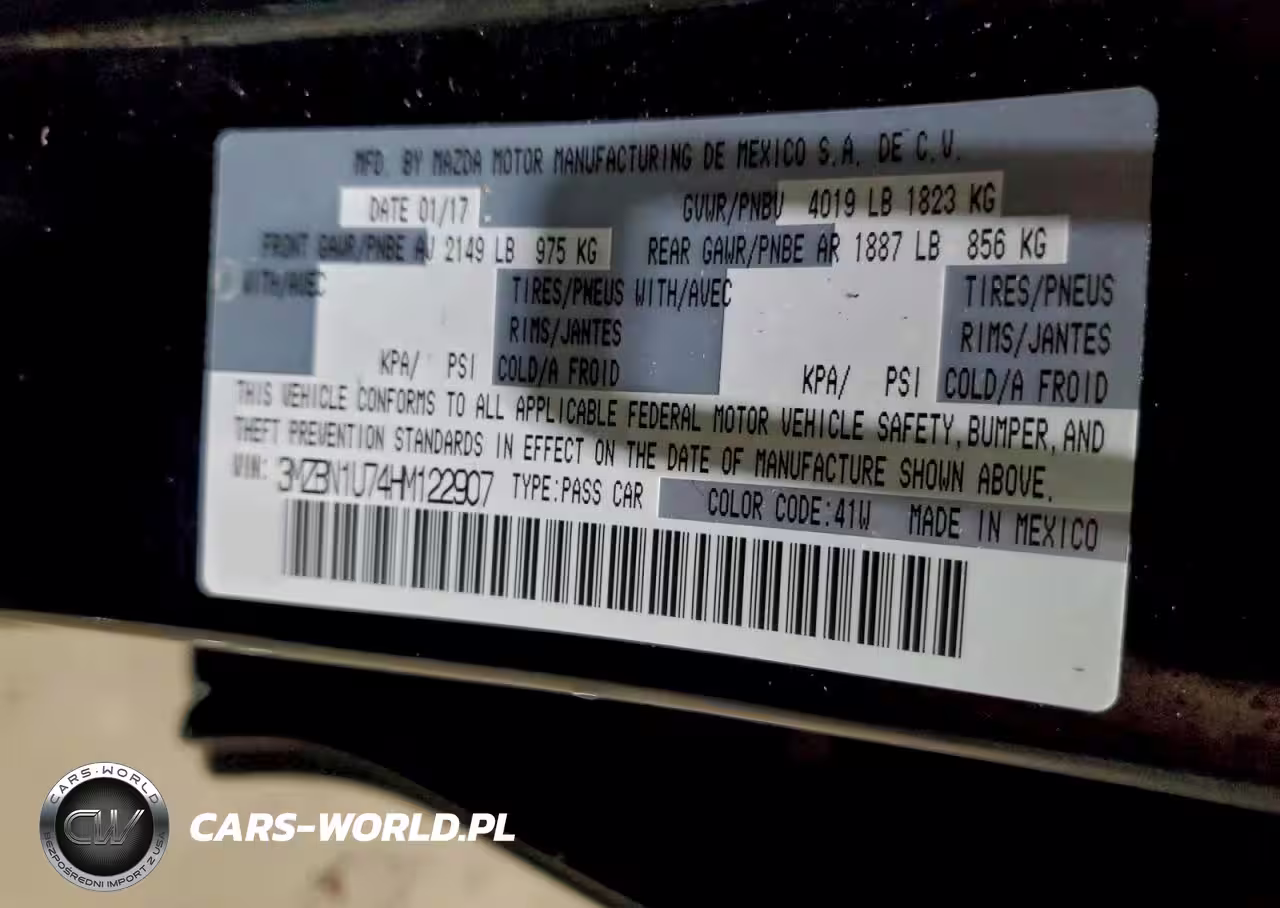 MFD. BY MAZDA MOTOR MANUFACTURING DE MEXICO S.A. DE C.V.
DATE 01/17 GVWR/PNBV 4019 LB 1823 KG
FRONT GAWR/PNBE AV 2149 LB 975 KG REAR GAWR/PNBE AR 1887 LB 856 KG
WITH/AVEC TIRES/PNEUS WITH/AVEC TIRES/PNEUS
RIMS/JANTES RIMS/JANTES
KPA/ PSI COLD/A FROID KPA/ PSI COLD/A FROID
THIS VEHICLE CONFORMS TO ALL APPLICABLE FEDERAL MOTOR VEHICLE SAFETY, BUMPER, AND
THEFT PREVENTION STANDARDS IN EFFECT ON THE DATE OF MANUFACTURE SHOWN ABOVE.
VIN: 3MZBN1U74HM122907 TYPE:PASS CAR COLOR CODE:41W MADE IN MEXICO
CARS-WORLD
CW
BEZPOŚREDNI IMPORT Z USA
CARS-WORLD.PL